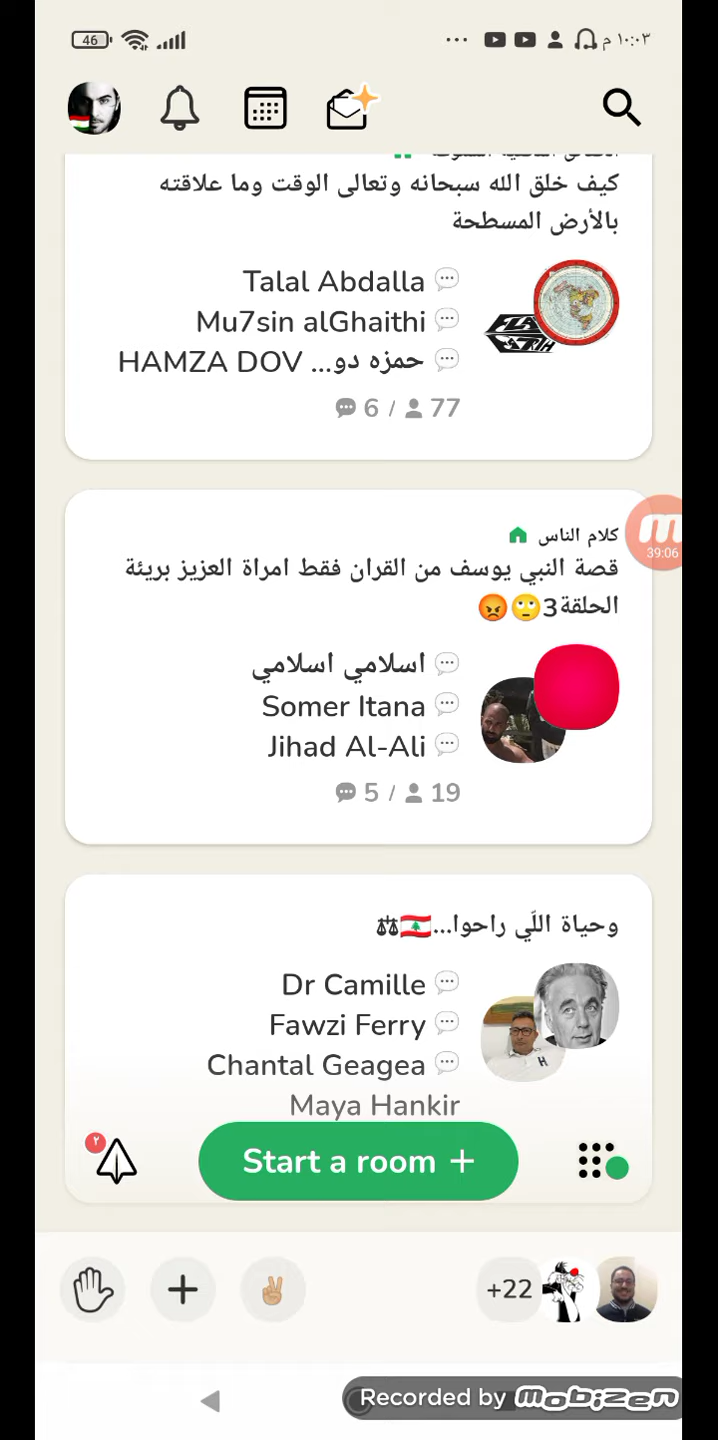 46
١٠:٠٣ م
كيف خلق الله سبحانه وتعالى الوقت وما علاقته
بالأرض المسطحة
Talal Abdalla
Mu7sin alGhaithi
HAMZA DOV ...حمزه دو
6 / 77
39:06
كلام الناس
قصة النبي يوسف من القران فقط امراة العزيز بريئة
الحلقة3🙄😡
اسلامي اسلامي
Somer Itana
Jihad Al-Ali
5 / 19
وحياة اللَي راحوا...🇱🇧⚖
Dr Camille
Fawzi Ferry
Chantal Geagea
Maya Hankir
٢
Start a room +
+22
Recorded by mobizen